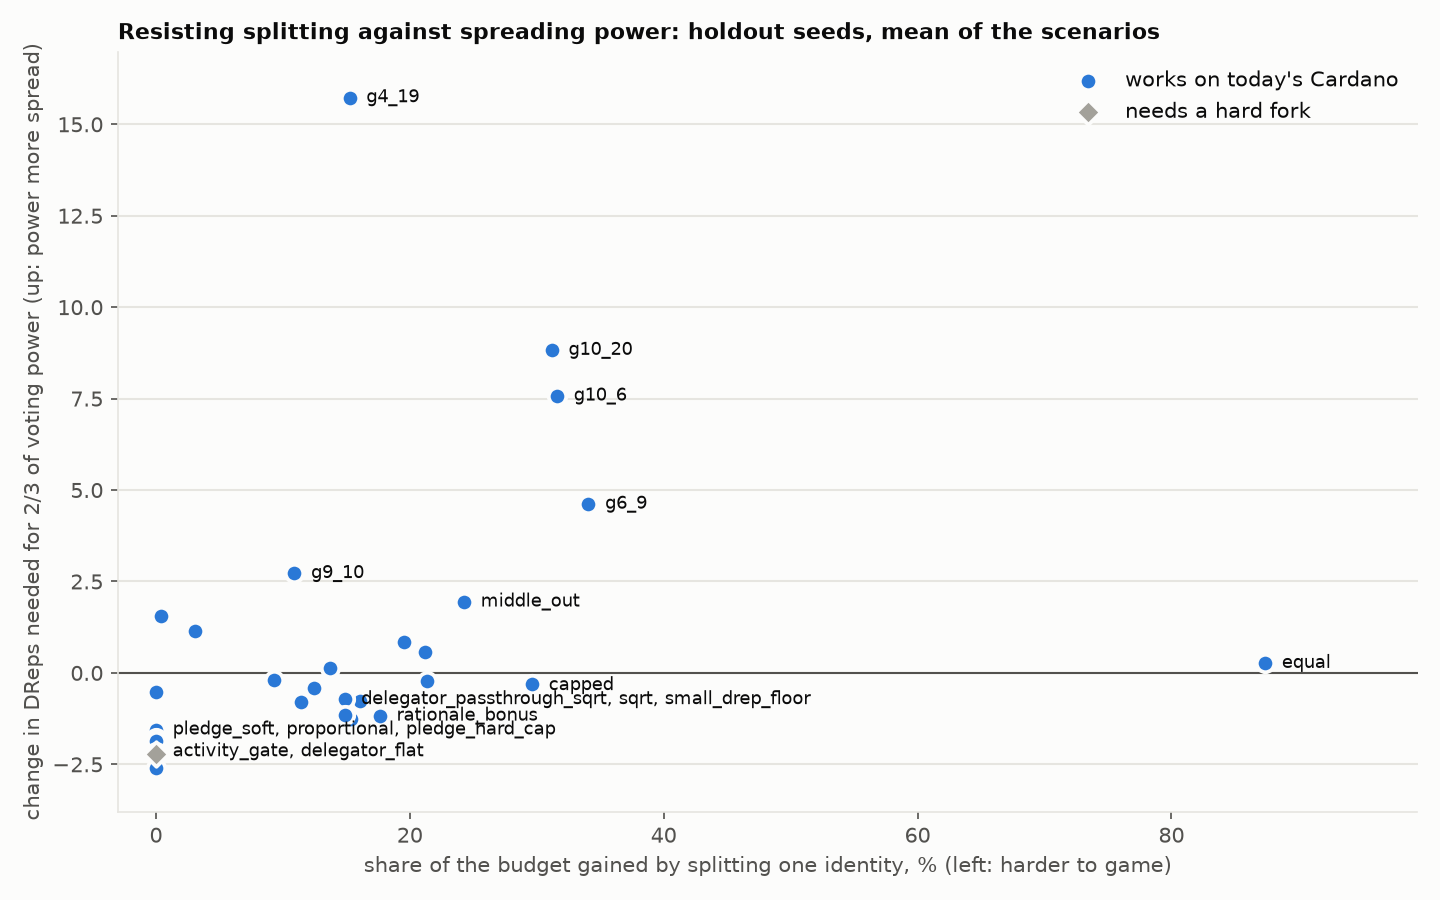 Resisting splitting against spreading power: holdout seeds, mean of the scenarios
works on today's Cardano
needs a hard fork
change in DReps needed for 2/3 of voting power (up: power more spread)
15.0
12.5
10.0
7.5
5.0
2.5
0.0
−2.5
g4_19
g10_20
g10_6
g6_9
g9_10
middle_out
equal
capped
delegator_passthrough_sqrt, sqrt, small_drep_floor
rationale_bonus
pledge_soft, proportional, pledge_hard_cap
activity_gate, delegator_flat
0
20
40
60
80
share of the budget gained by splitting one identity, % (left: harder to game)